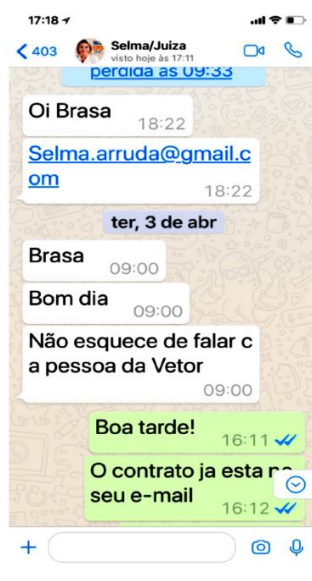 17:18
403
Selma/Juiza
visto hoje às 17:11
perdida às 09:33
Oi Brasa
18:22
Selma.arruda@gmail.c
om
18:22
ter, 3 de abr
Brasa
09:00
Bom dia
09:00
Não esquece de falar c
a pessoa da Vetor
09:00
Boa tarde!
16:11
O contrato ja esta no
seu e-mail
16:12